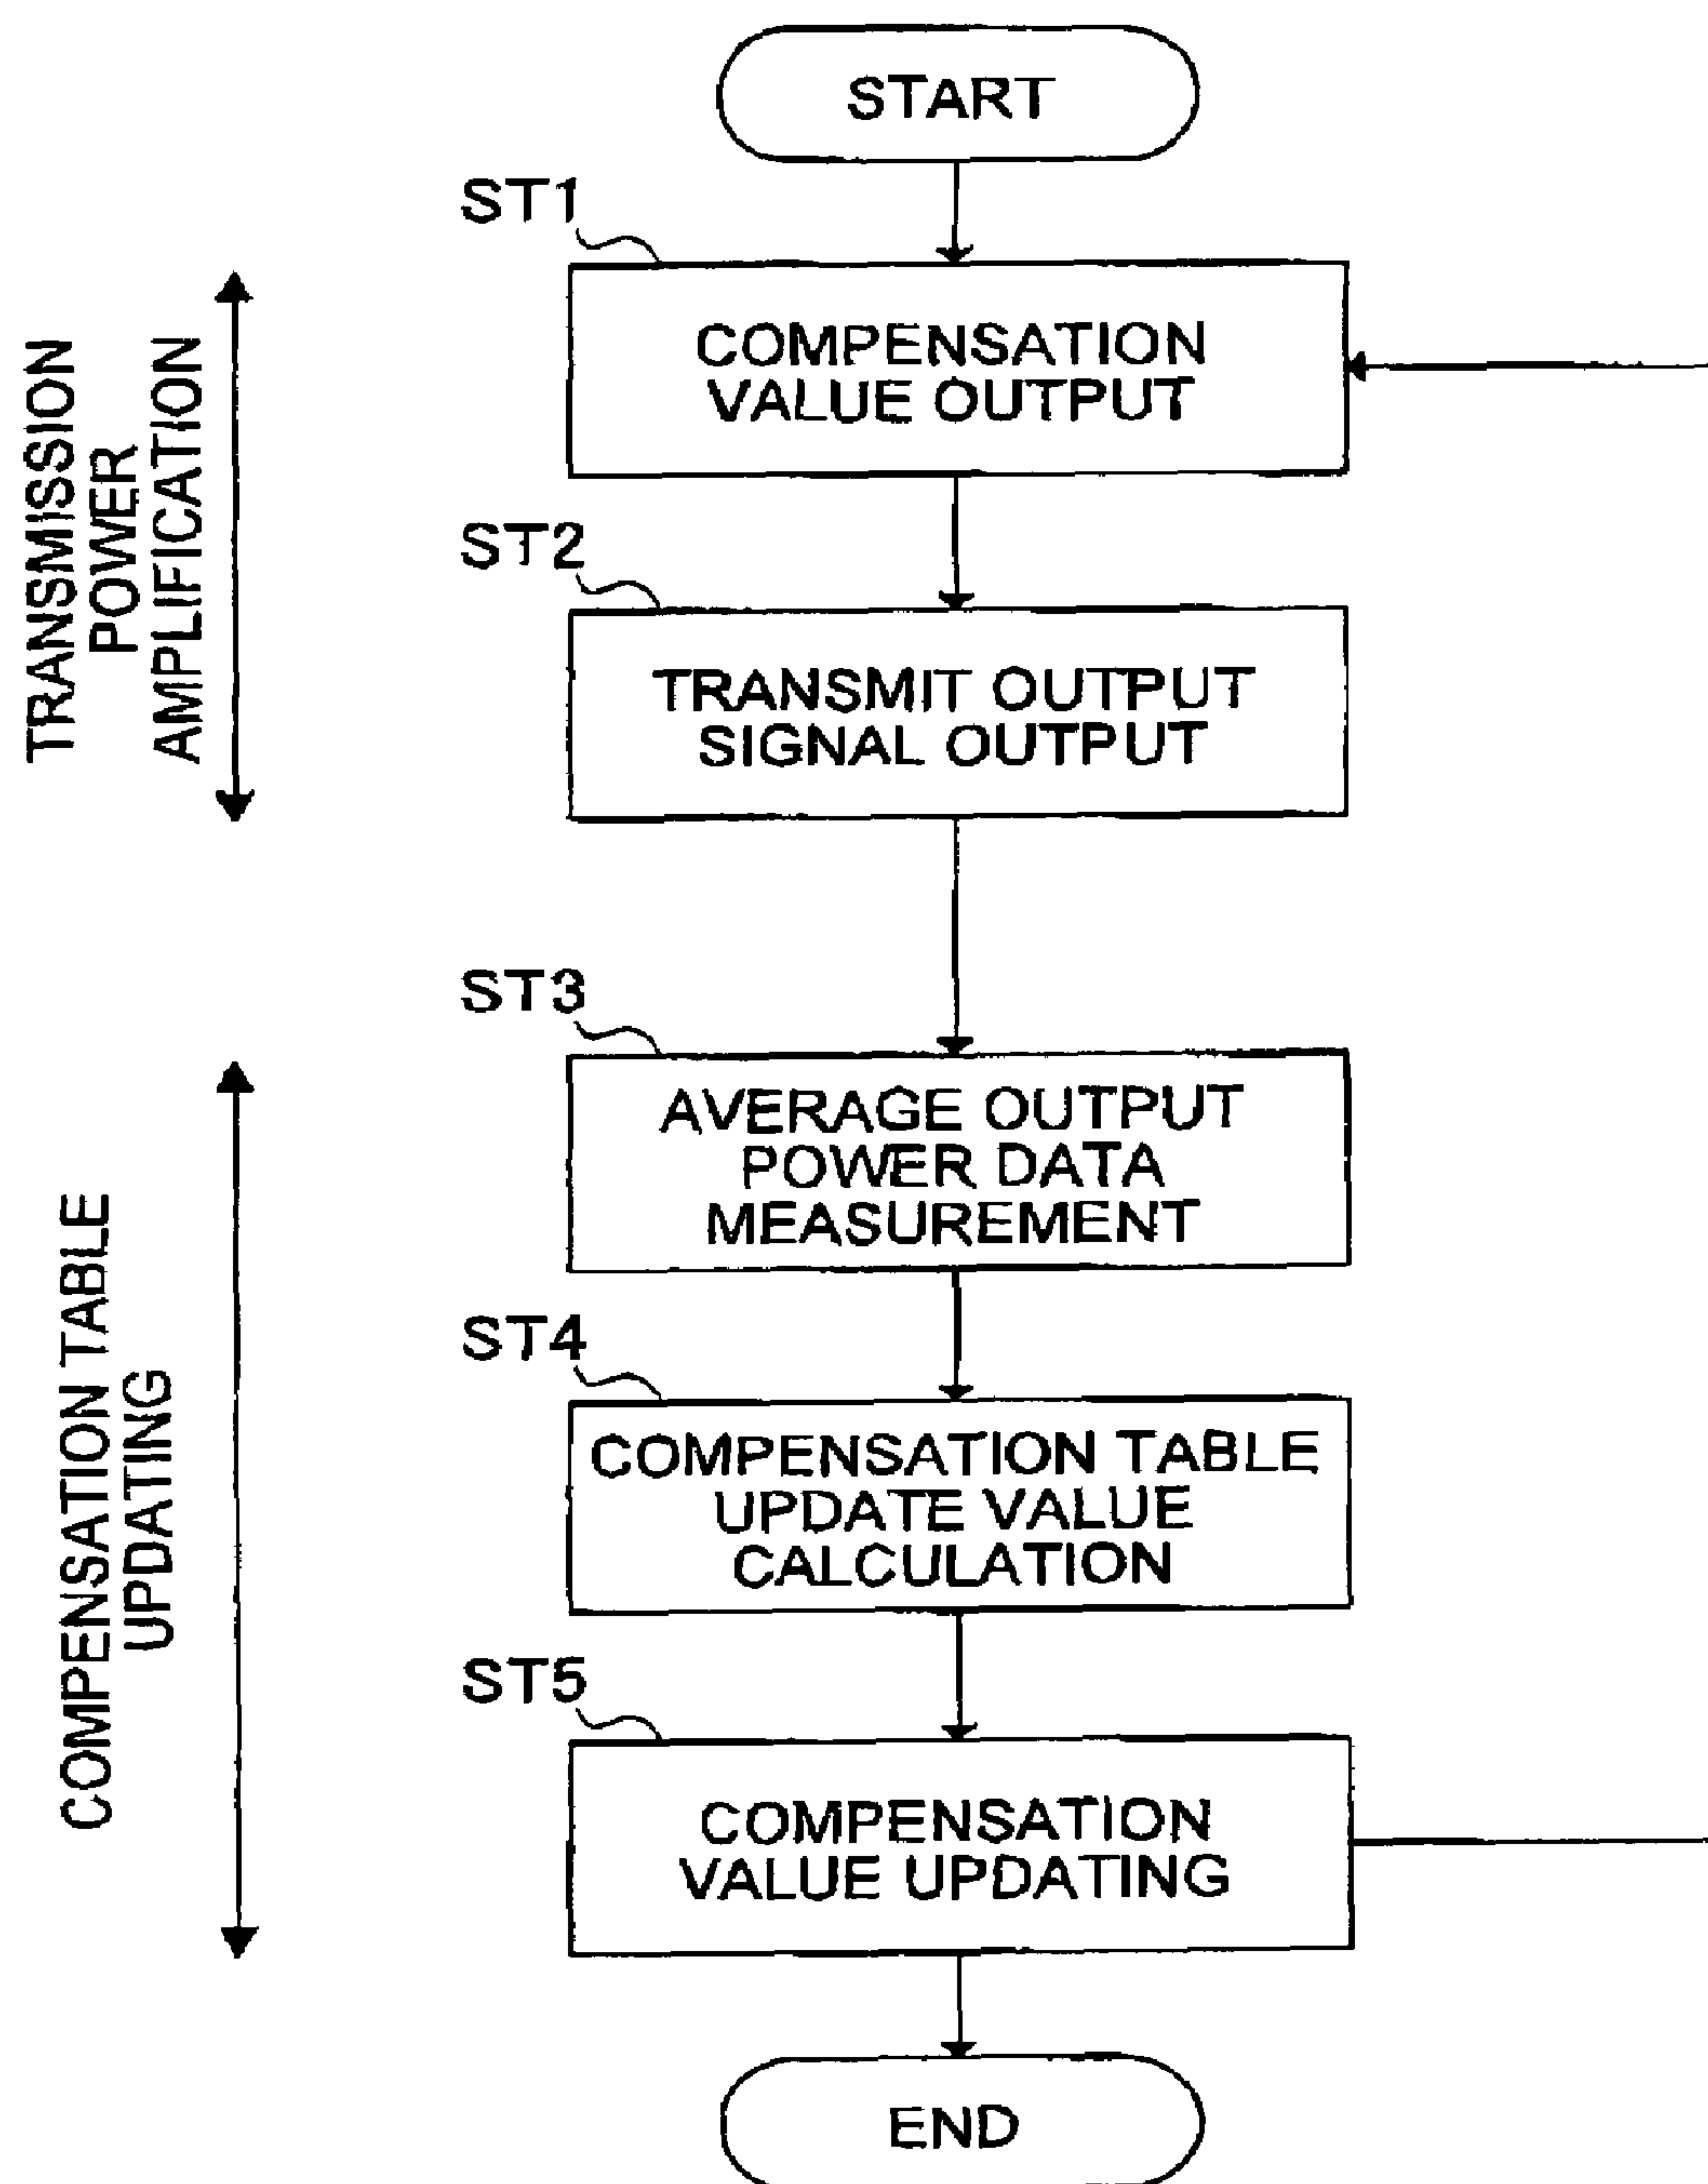 START
ST1
COMPENSATION
VALUE OUTPUT
TRANSMISSION
POWER
AMPLIFICATION
ST2
TRANSMIT OUTPUT
SIGNAL OUTPUT
ST3
AVERAGE OUTPUT
POWER DATA
MEASUREMENT
COMPENSATION TABLE
UPDATING
ST4
COMPENSATION TABLE
UPDATE VALUE
CALCULATION
ST5
COMPENSATION
VALUE UPDATING
END